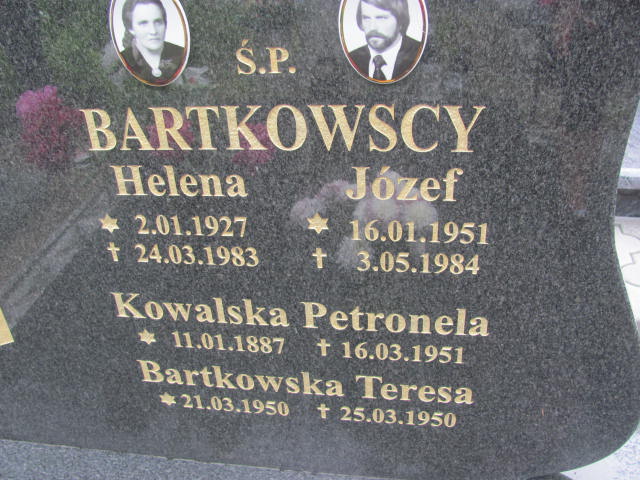 Ś.P.
BARTKOWSCY
Helena Józef
2.01.1927 16.01.1951
24.03.1983 3.05.1984
Kowalska Petronela
11.01.1887 16.03.1951
Bartkowska Teresa
21.03.1950 25.03.1950